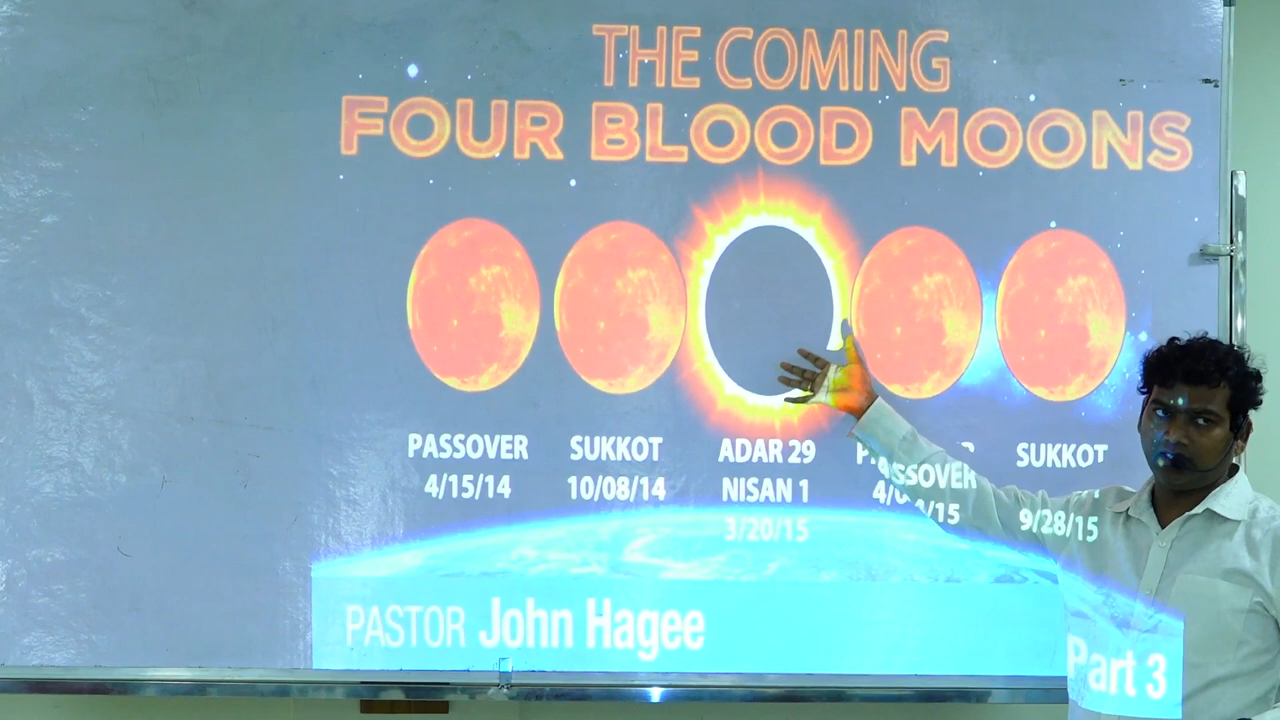 THE COMING
FOUR BLOOD MOONS
PASSOVER
4/15/14
SUKKOT
10/08/14
ADAR 29
NISAN 1
3/20/15
PASSOVER
SUKKOT
9/28/15
PASTOR John Hagee
Part 3